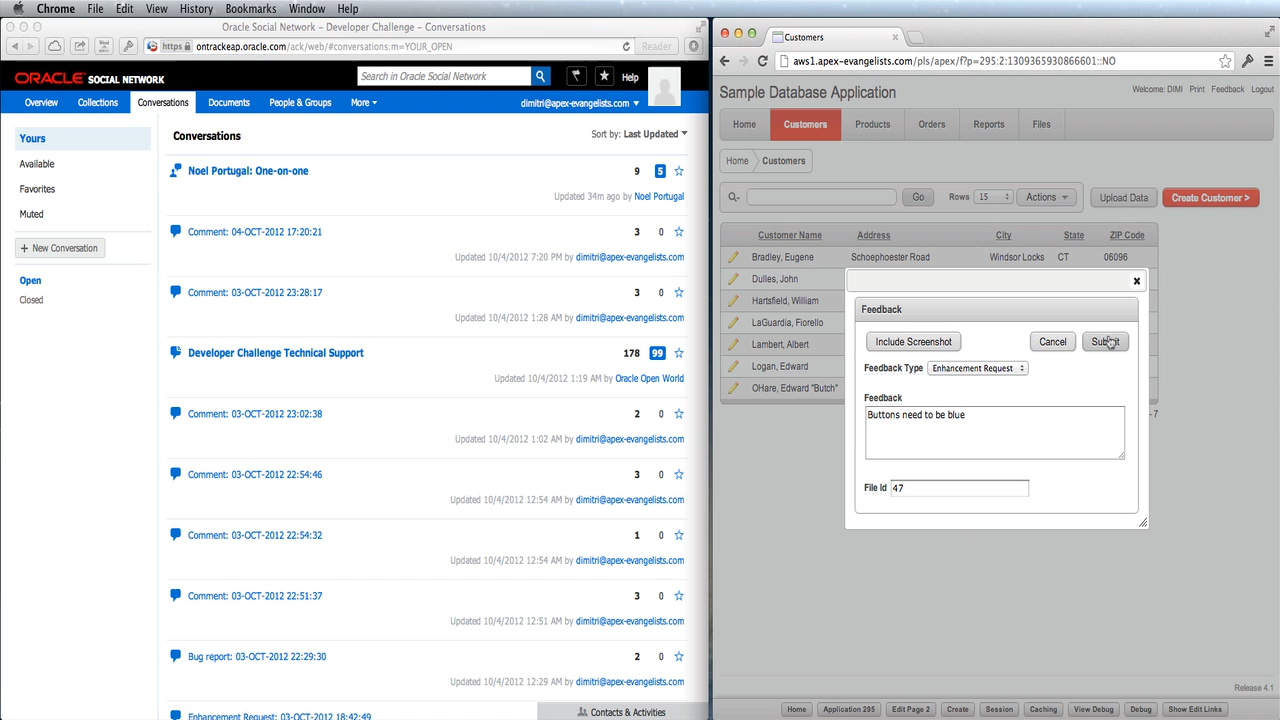 Chrome File Edit View History Bookmarks Window Help
Oracle Social Network – Developer Challenge – Conversations
https ontrackeap.oracle.com/ack/web/#conversations:m=YOUR_OPEN
Reader
ORACLE SOCIAL NETWORK
Search in Oracle Social Network
Help
Overview Collections Conversations Documents People & Groups More
dimitri@apex-evangelists.com
Yours
Available
Favorites
Muted
+ New Conversation
Open
Closed
Conversations
Sort by: Last Updated
Noel Portugal: One-on-one 9 5
Updated 34m ago by Noel Portugal
Comment: 04-OCT-2012 17:20:21 3 0
Updated 10/4/2012 7:20 PM by dimitri@apex-evangelists.com
Comment: 03-OCT-2012 23:28:17 3 0
Updated 10/4/2012 1:28 AM by dimitri@apex-evangelists.com
Developer Challenge Technical Support 178 99
Updated 10/4/2012 1:19 AM by Oracle Open World
Comment: 03-OCT-2012 23:02:38 2 0
Updated 10/4/2012 1:02 AM by dimitri@apex-evangelists.com
Comment: 03-OCT-2012 22:54:46 3 0
Updated 10/4/2012 12:54 AM by dimitri@apex-evangelists.com
Comment: 03-OCT-2012 22:54:32 1 0
Updated 10/4/2012 12:54 AM by dimitri@apex-evangelists.com
Comment: 03-OCT-2012 22:51:37 3 0
Updated 10/4/2012 12:51 AM by dimitri@apex-evangelists.com
Bug report: 03-OCT-2012 22:29:30 2 0
Updated 10/4/2012 12:29 AM by dimitri@apex-evangelists.com
Enhancement Request: 03-OCT-2012 18:42:49
Contacts & Activities
Customers
aws1.apex-evangelists.com/pls/apex/f?p=295:2:1309365930866601::NO
Sample Database Application
Welcome: DIMI Print Feedback Logout
Home Customers Products Orders Reports Files
Home Customers
Go Rows 15 Actions Upload Data Create Customer >
Customer Name Address City State ZIP Code
Bradley, Eugene Schoephoester Road Windsor Locks CT 06096
Dulles, John
Hartsfield, William
LaGuardia, Fiorello
Lambert, Albert
Logan, Edward
OHare, Edward "Butch"
- 7
Feedback
Include Screenshot Cancel Submit
Feedback Type Enhancement Request
Feedback
Buttons need to be blue
File Id 47
Release 4.1
Home Application 295 Edit Page 2 Create Session Caching View Debug Debug Show Edit Links